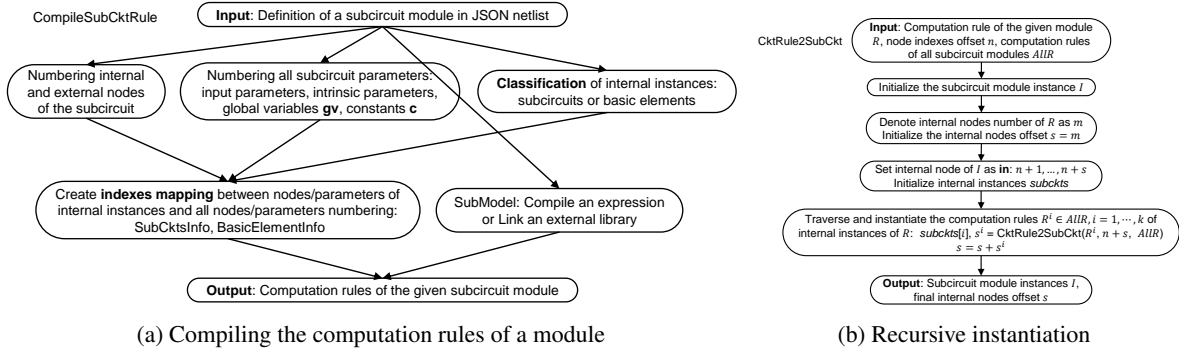 CompileSubCktRule
Input: Definition of a subcircuit module in JSON netlist
Numbering internal
and external nodes
of the subcircuit
Numbering all subcircuit parameters:
input parameters, intrinsic parameters,
global variables gv, constants c
Classification of internal instances:
subcircuits or basic elements
Create indexes mapping between nodes/parameters of
internal instances and all nodes/parameters numbering:
SubCktsInfo, BasicElementInfo
SubModel: Compile an expression
or Link an external library
Output: Computation rules of the given subcircuit module
(a) Compiling the computation rules of a module
CktRule2SubCkt
Input: Computation rule of the given module
R, node indexes offset n, computation rules
of all subcircuit modules AllR
Initialize the subcircuit module instance I
Denote internal nodes number of R as m
Initialize the internal nodes offset s = m
Set internal node of I as in: n + 1, … , n + s
Initialize internal instances subckts
Traverse and instantiate the computation rules Rⁱ ∈ AllR, i = 1, ⋯ , k of
internal instances of R: subckts[i], sⁱ = CktRule2SubCkt(Rⁱ, n + s, AllR)
s = s + sⁱ
Output: Subcircuit module instances I,
final internal nodes offset s
(b) Recursive instantiation